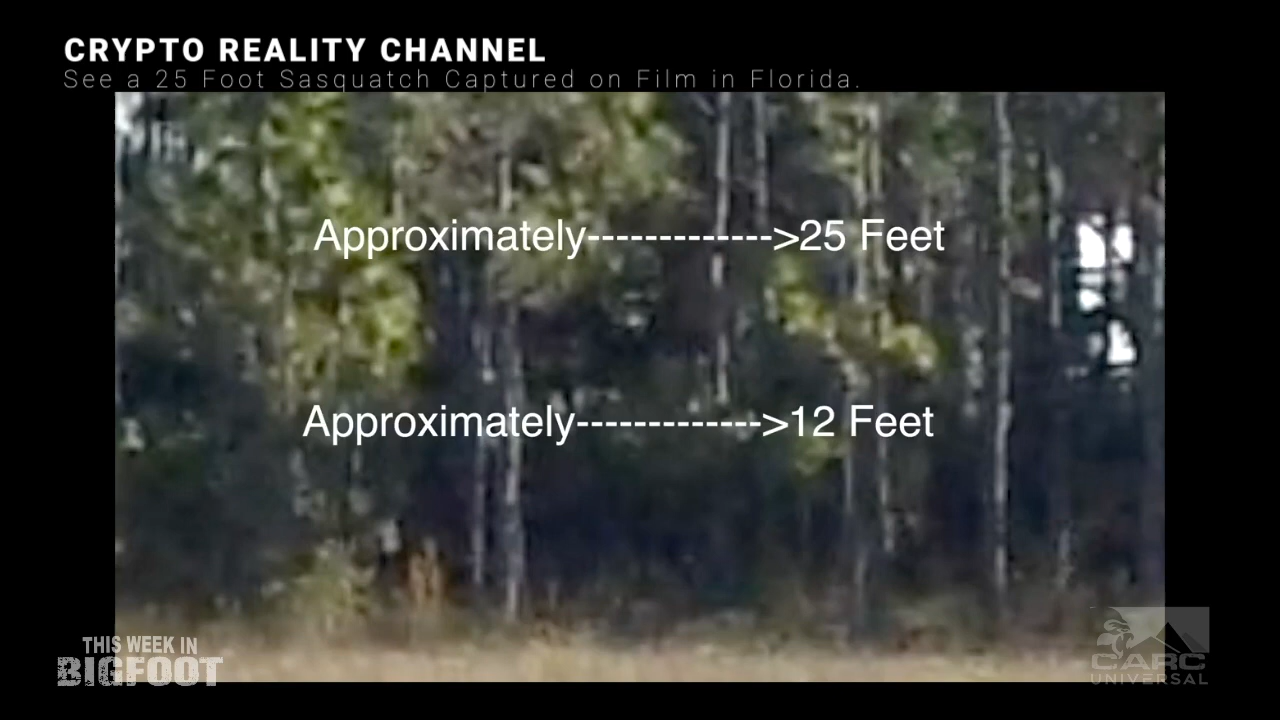 CRYPTO REALITY CHANNEL
See a 25 Foot Sasquatch Captured on Film in Florida.
Approximately------------->25 Feet
Approximately------------->12 Feet
THIS WEEK IN
BIGFOOT
CARC
UNIVERSAL